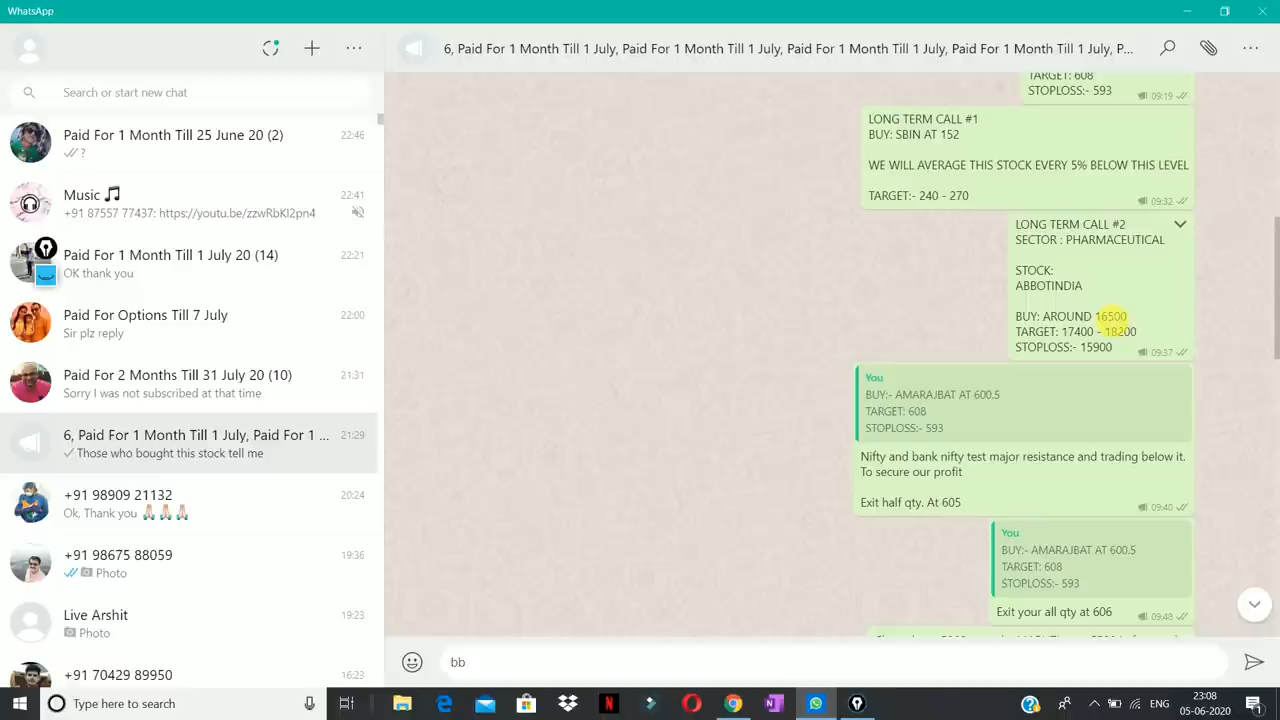 WhatsApp
6, Paid For 1 Month Till 1 July, Paid For 1 Month Till 1 July, Paid For 1 Month Till 1 July, Paid For 1 Month Till 1 July, P...
Search or start new chat
Paid For 1 Month Till 25 June 20 (2)
22:46
?
Music
22:41
+91 87557 77437: https://youtu.be/zzwRbKI2pn4
Paid For 1 Month Till 1 July 20 (14)
22:21
OK thank you
Paid For Options Till 7 July
22:00
Sir plz reply
Paid For 2 Months Till 31 July 20 (10)
21:31
Sorry I was not subscribed at that time
6, Paid For 1 Month Till 1 July, Paid For 1 ...
21:29
Those who bought this stock tell me
+91 98909 21132
20:24
Ok. Thank you 🙏🙏🙏
+91 98675 88059
19:36
Photo
Live Arshit
19:23
Photo
+91 70429 89950
16:23
TARGET: 608
STOPLOSS:- 593
09:19
LONG TERM CALL #1
BUY: SBIN AT 152
WE WILL AVERAGE THIS STOCK EVERY 5% BELOW THIS LEVEL
TARGET:- 240 - 270
09:32
LONG TERM CALL #2
SECTOR : PHARMACEUTICAL
STOCK:
ABBOTINDIA
BUY: AROUND 16500
TARGET: 17400 - 18200
STOPLOSS:- 15900
09:37
You
BUY:- AMARAJBAT AT 600.5
TARGET: 608
STOPLOSS:- 593
Nifty and bank nifty test major resistance and trading below it.
To secure our profit
Exit half qty. At 605
09:40
You
BUY:- AMARAJBAT AT 600.5
TARGET: 608
STOPLOSS:- 593
Exit your all qty at 606
09:48
bb
Type here to search
ENG
23:08
05-06-2020